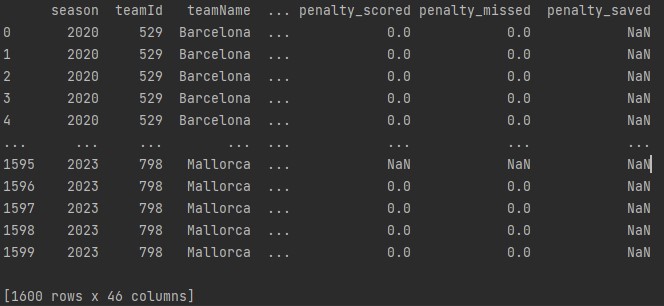 season teamId teamName ... penalty_scored penalty_missed penalty_saved
0 2020 529 Barcelona ... 0.0 0.0 NaN
1 2020 529 Barcelona ... 0.0 0.0 NaN
2 2020 529 Barcelona ... 0.0 0.0 NaN
3 2020 529 Barcelona ... 0.0 0.0 NaN
4 2020 529 Barcelona ... 0.0 0.0 NaN
... ... ... ... ... ... ... ...
1595 2023 798 Mallorca ... NaN NaN NaN
1596 2023 798 Mallorca ... 0.0 0.0 NaN
1597 2023 798 Mallorca ... 0.0 0.0 NaN
1598 2023 798 Mallorca ... 0.0 0.0 NaN
1599 2023 798 Mallorca ... 0.0 0.0 NaN
[1600 rows x 46 columns]